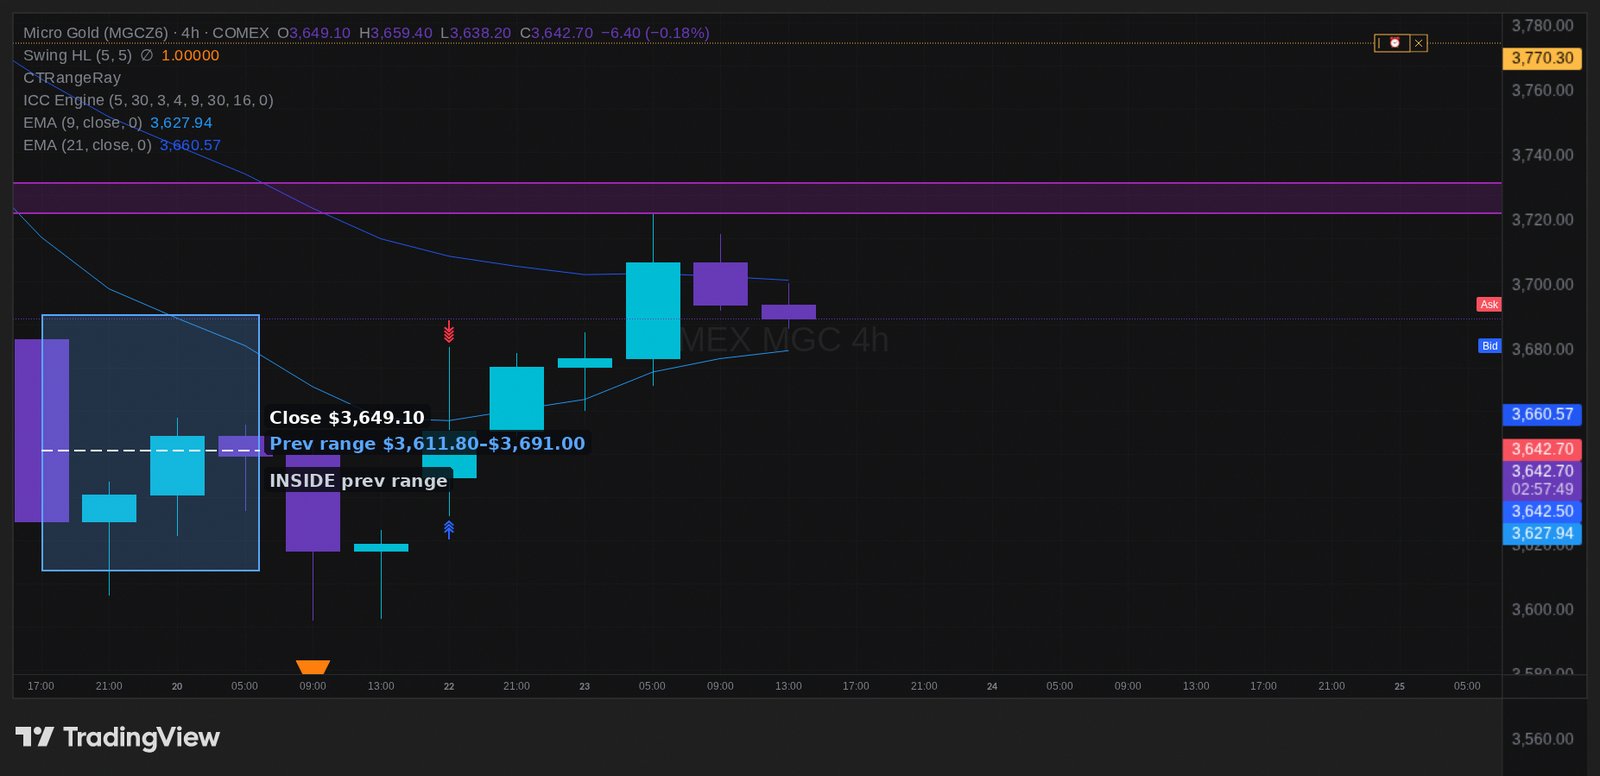 Micro Gold (MGCZ6) · 4h · COMEX O3,649.10 H3,659.40 L3,638.20 C3,642.70 −6.40 (−0.18%)
Swing HL (5, 5) ∅ 1.00000
CTRangeRay
ICC Engine (5, 30, 3, 4, 9, 30, 16, 0)
EMA (9, close, 0) 3,627.94
EMA (21, close, 0) 3,660.57
3,780.00
3,770.30
3,760.00
3,740.00
3,720.00
3,700.00
Ask
MEX MGC 4h
Bid
3,680.00
3,660.57
Close $3,649.10
Prev range $3,611.80–$3,691.00
INSIDE prev range
3,642.70
3,642.70
02:57:49
3,642.50
3,627.94
3,620.00
3,600.00
3,580.00
17:00 21:00 20 05:00 09:00 13:00 22 21:00 23 05:00 09:00 13:00 17:00 21:00 24 05:00 09:00 13:00 17:00 21:00 25 05:00
TradingView
3,560.00